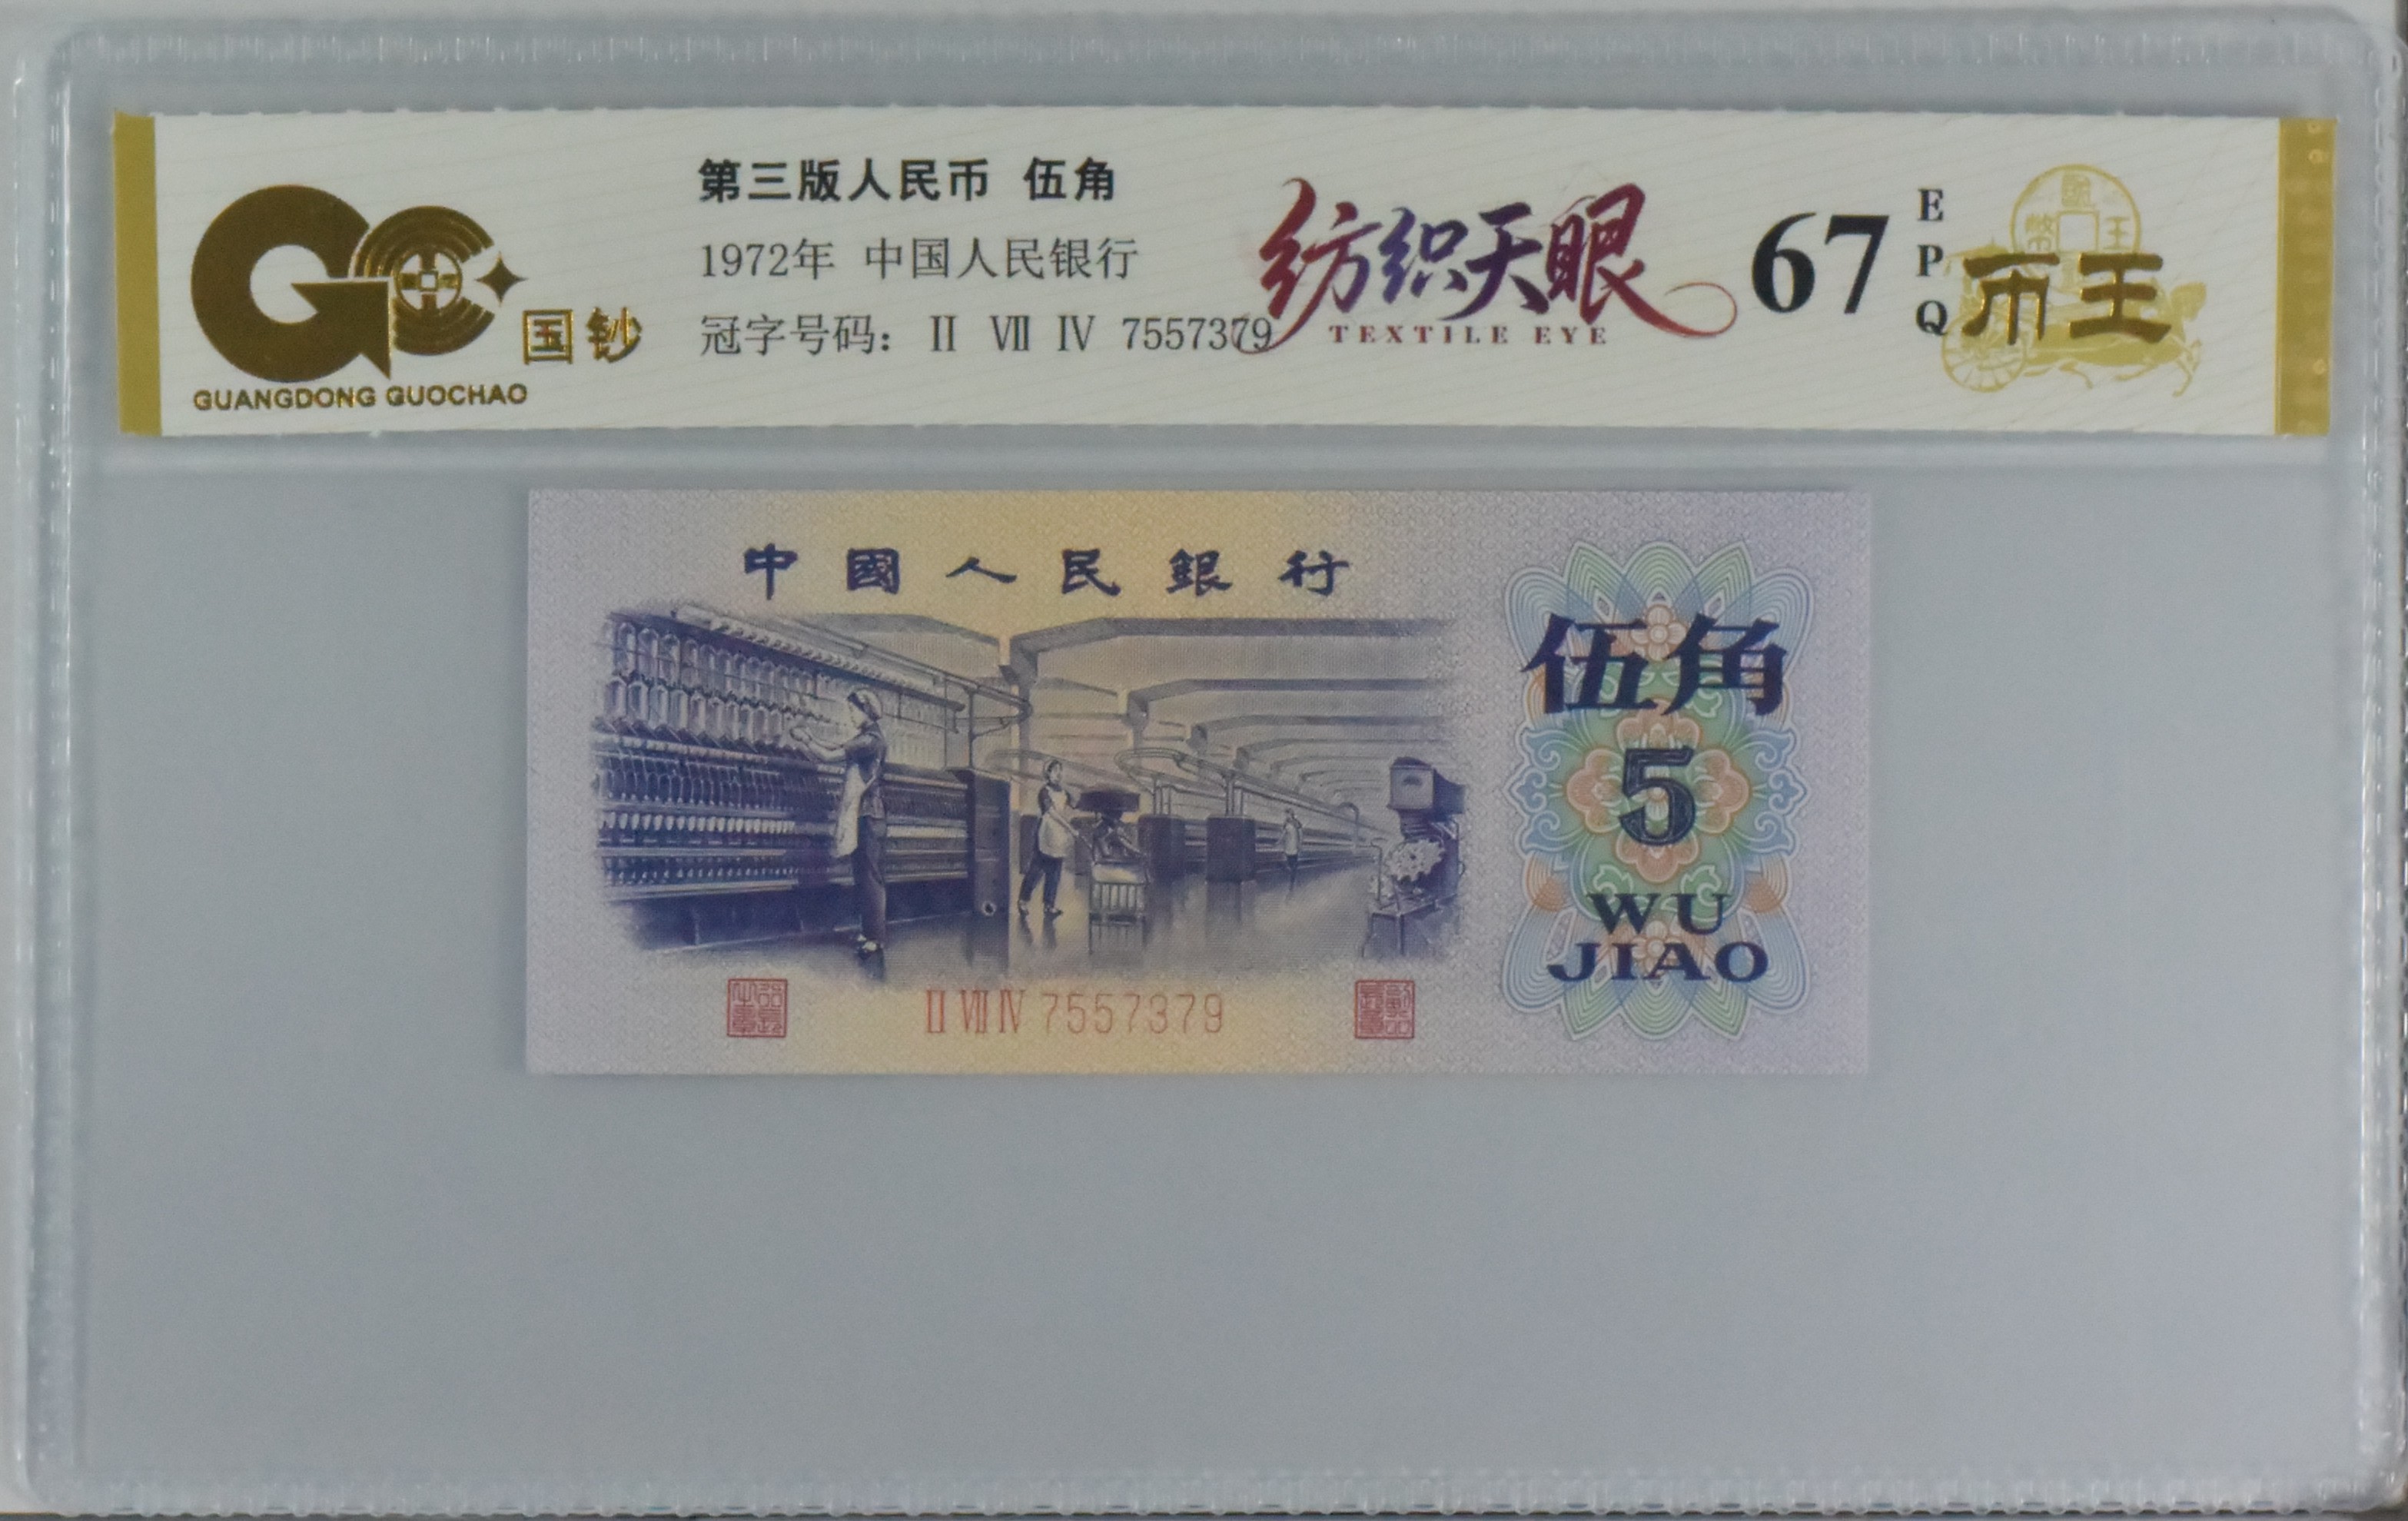 国钞
GUANGDONG GUOCHAO
第三版人民币 伍角
1972年 中国人民银行
冠字号码： Ⅱ Ⅶ Ⅳ 7557379
纺织天眼
TEXTILE EYE
67
E
P
Q
币王
中國人民銀行
伍角
5
WU
JIAO
Ⅱ Ⅶ Ⅳ 7557379